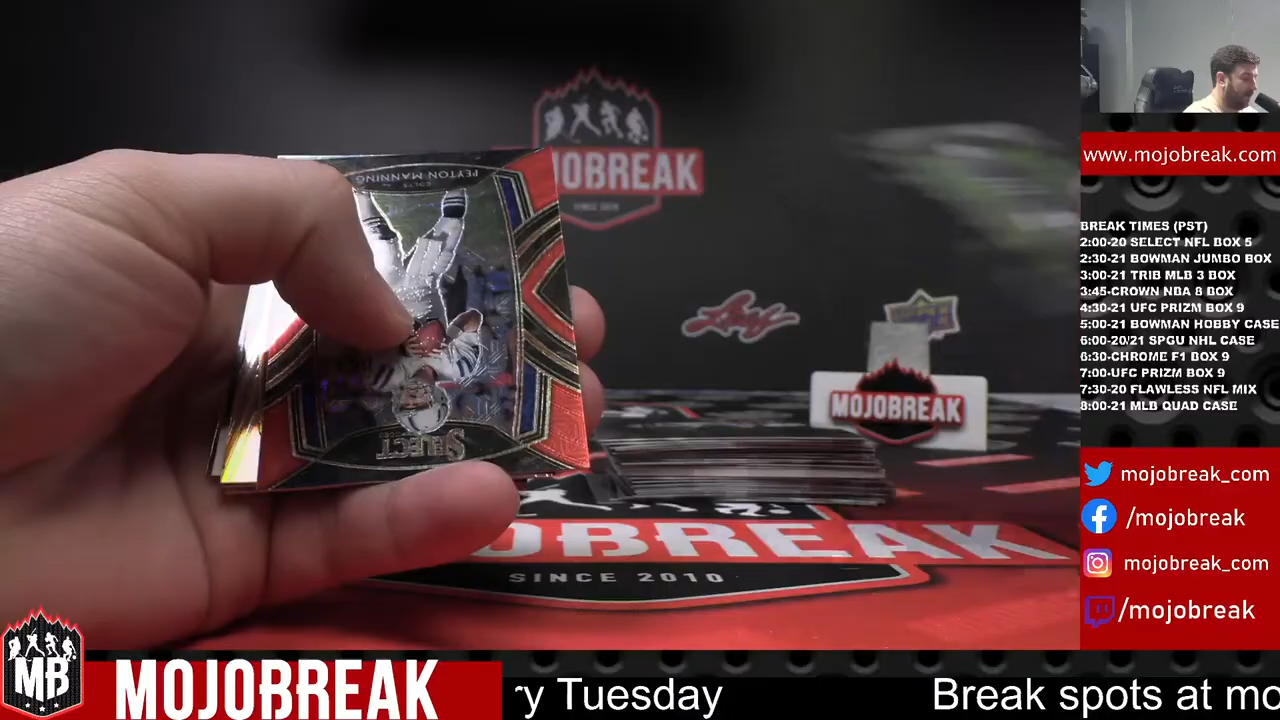 PEYTON MANNING
COLTS
SELECT
MOJOBREAK
SINCE 2010
Leaf
MOJOBREAK
MOJOBREAK
SINCE 2010
www.mojobreak.com
BREAK TIMES (PST)
2:00-20 SELECT NFL BOX 5
2:30-21 BOWMAN JUMBO BOX
3:00-21 TRIB MLB 3 BOX
3:45-CROWN NBA 8 BOX
4:30-21 UFC PRIZM BOX 9
5:00-21 BOWMAN HOBBY CASE
6:00-20/21 SPGU NHL CASE
6:30-CHROME F1 BOX 9
7:00-UFC PRIZM BOX 9
7:30-20 FLAWLESS NFL MIX
8:00-21 MLB QUAD CASE
mojobreak_com
/mojobreak
mojobreak_com
/mojobreak
MB
MOJOBREAK
ry Tuesday
Break spots at mo